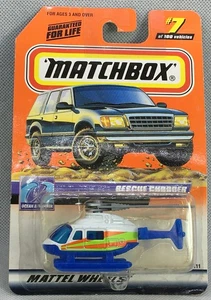 FOR AGES 3 AND OVER
GUARANTEED
FOR LIFE
#7
of 100 vehicles
MATCHBOX
®
RESCUE CHOPPER
MATTEL WHEELS